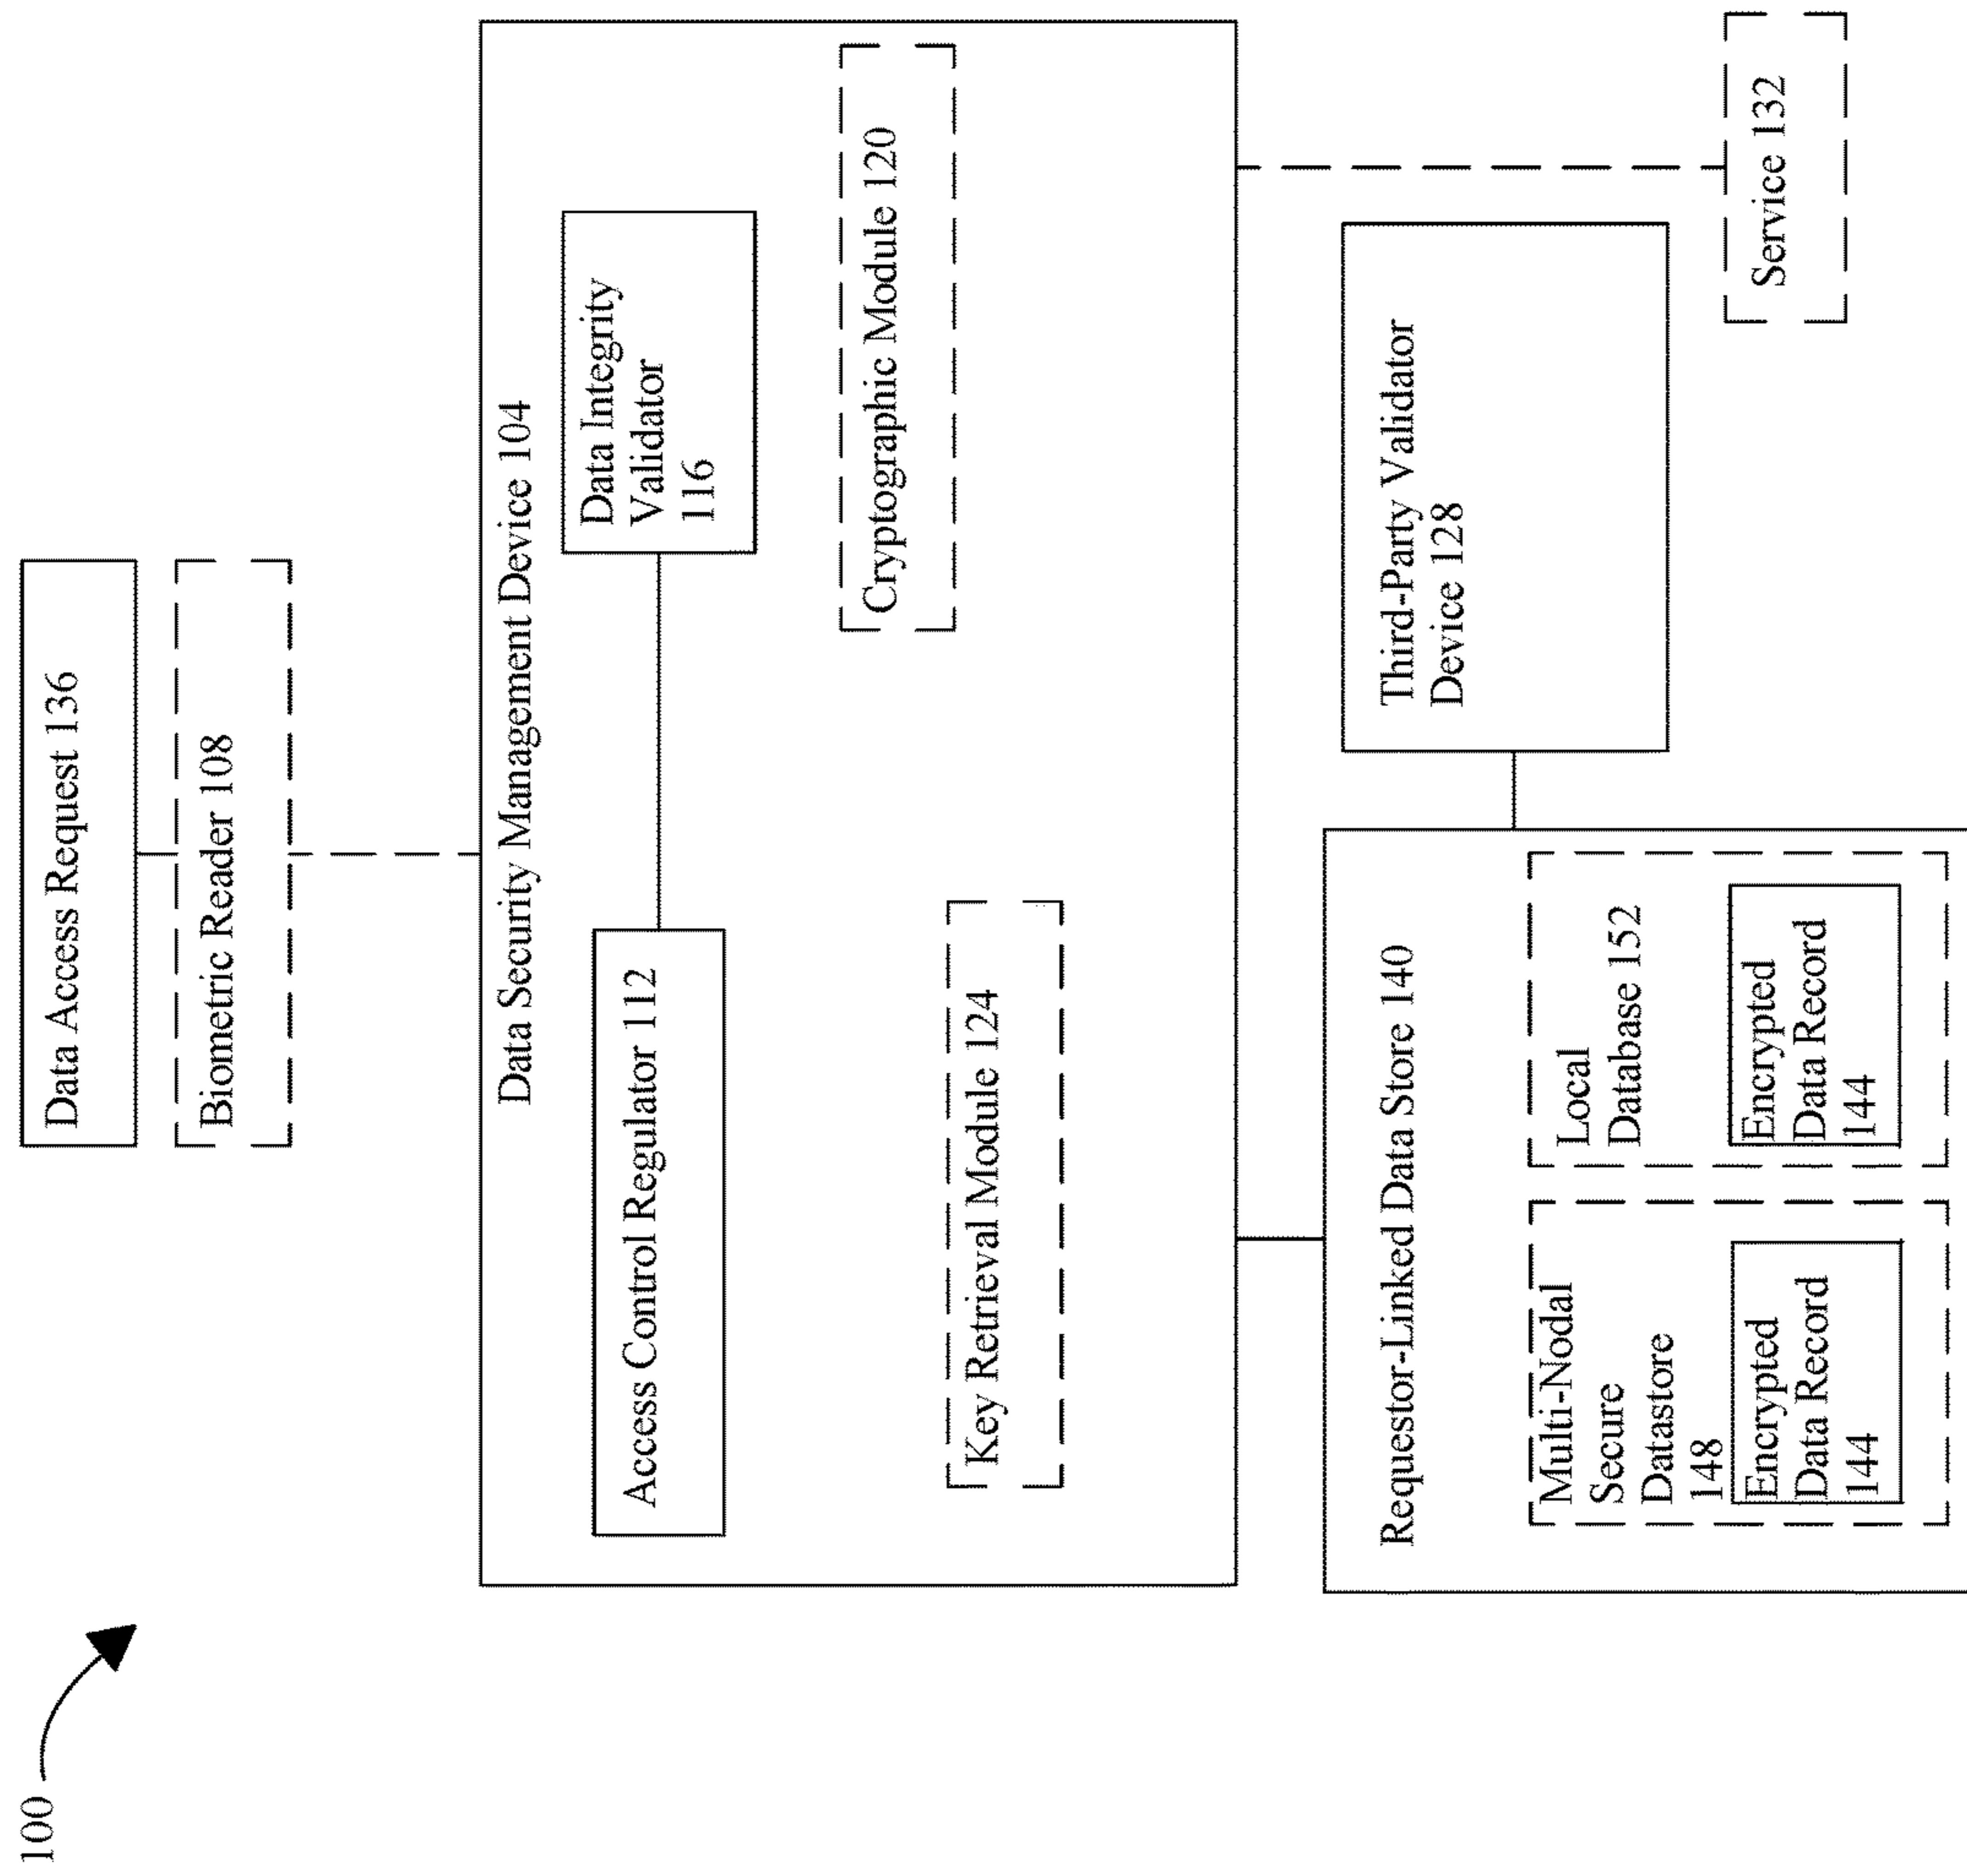 100
Data Access Request 136
Biometric Reader 108
Data Security Management Device 104
Access Control Regulator 112
Data Integrity
Validator
116
Cryptographic Module 120
Key Retrieval Module 124
Requestor-Linked Data Store 140
Multi-Nodal
Secure
Datastore
148
Encrypted
Data Record
144
Local
Database 152
Encrypted
Data Record
144
Third-Party Validator
Device 128
Service 132